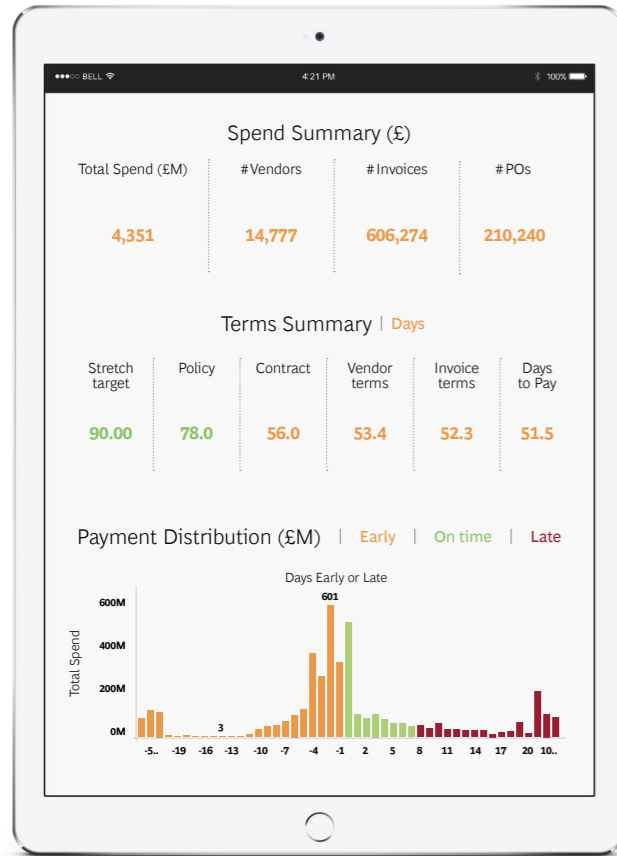 BELL
4:21 PM
100%
Spend Summary (£)
Total Spend (£M) #Vendors #Invoices #POs
4,351 14,777 606,274 210,240
Terms Summary | Days
Stretch target Policy Contract Vendor terms Invoice terms Days to Pay
90.00 78.0 56.0 53.4 52.3 51.5
Payment Distribution (£M) | Early | On time | Late
Days Early or Late
601
600M
400M
200M
0M
Total Spend
3
-5.. -19 -16 -13 -10 -7 -4 -1 2 5 8 11 14 17 20 10..